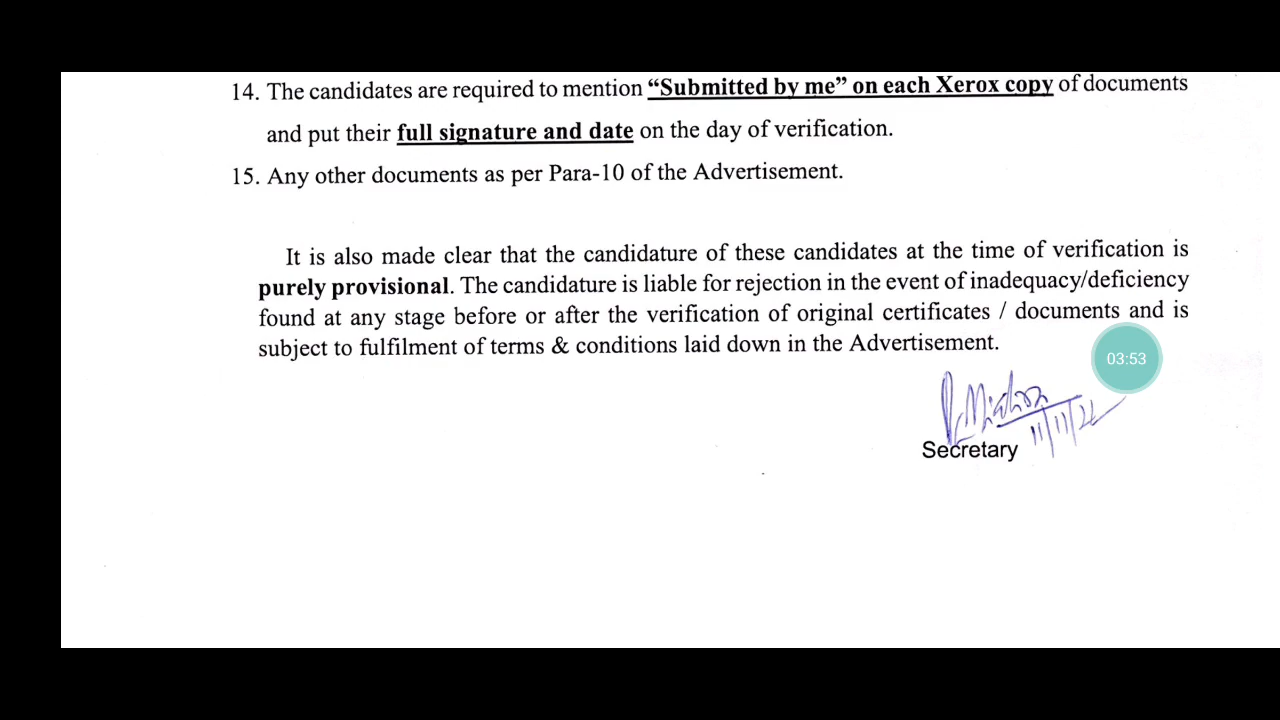 14. The candidates are required to mention “Submitted by me” on each Xerox copy of documents
and put their full signature and date on the day of verification.
15. Any other documents as per Para-10 of the Advertisement.
It is also made clear that the candidature of these candidates at the time of verification is
purely provisional. The candidature is liable for rejection in the event of inadequacy/deficiency
found at any stage before or after the verification of original certificates / documents and is
subject to fulfilment of terms & conditions laid down in the Advertisement.
03:53
11/11/22
Secretary